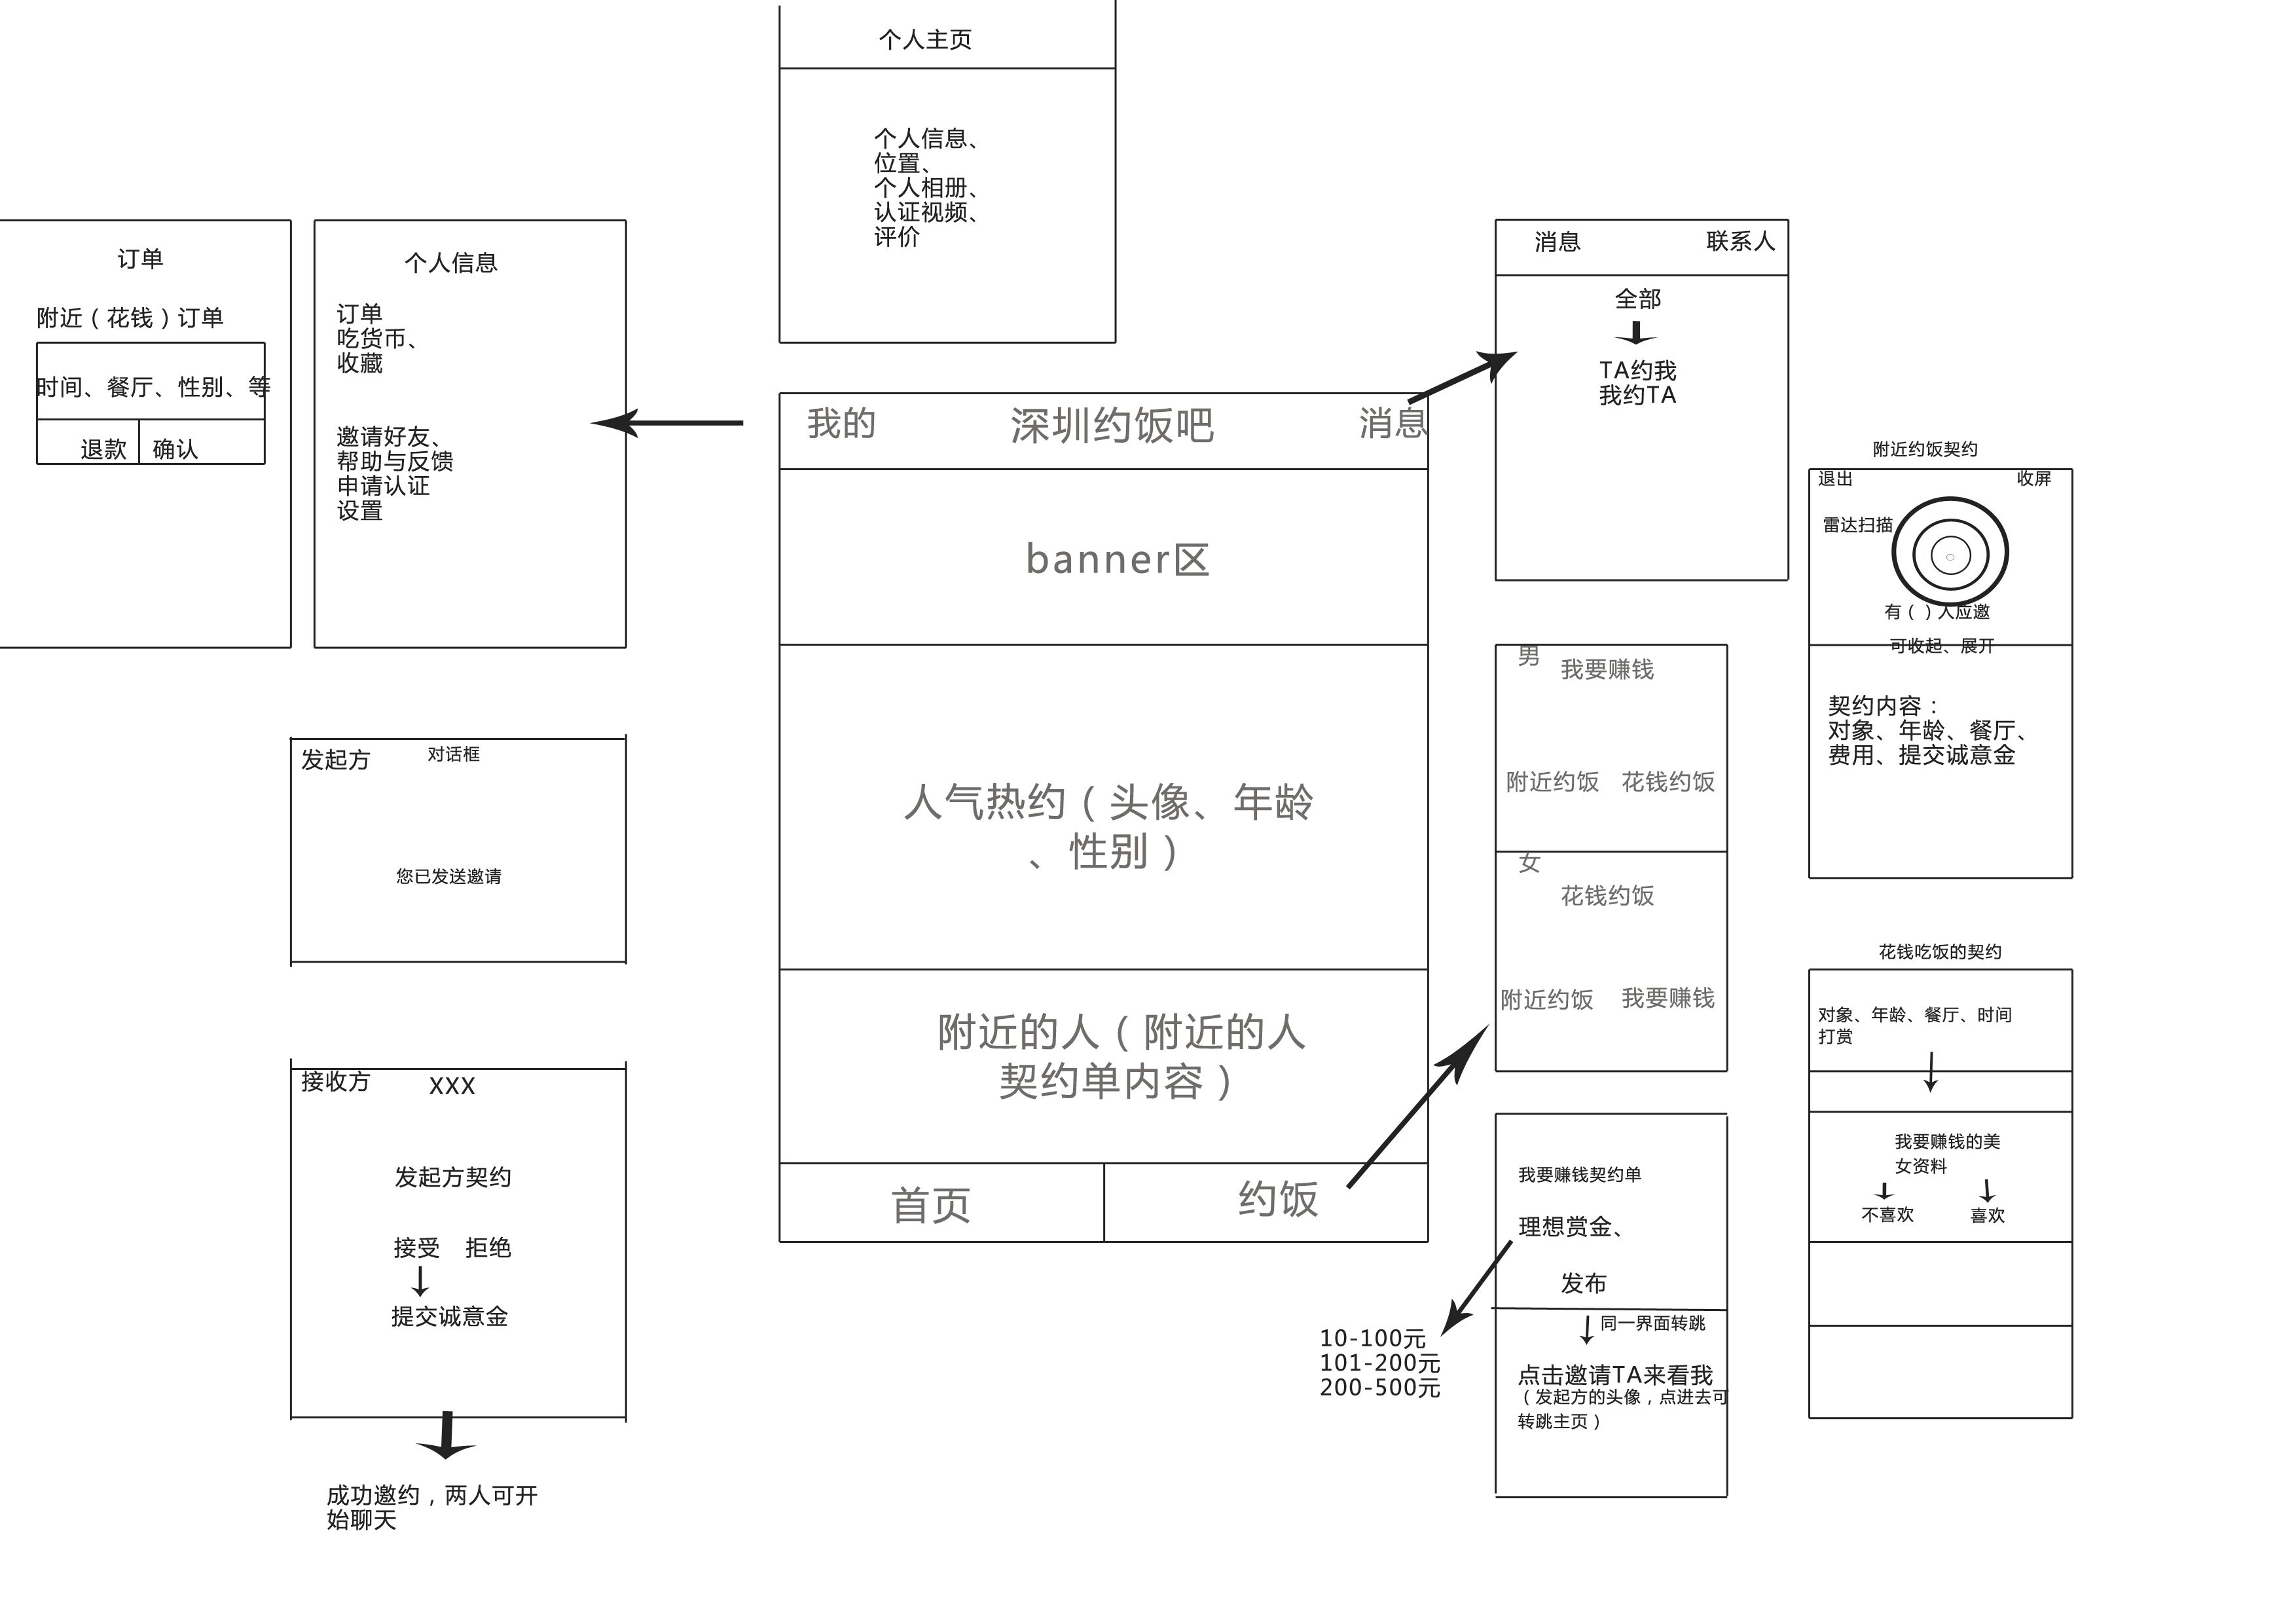 个人主页
个人信息、
位置、
个人相册、
认证视频、
评价
订单
附近（花钱）订单
时间、餐厅、性别、等
退款
确认
个人信息
订单
吃货币、
收藏
邀请好友、
帮助与反馈
申请认证
设置
我的
深圳约饭吧
消息
banner区
人气热约（头像、年龄
、性别）
附近的人（附近的人
契约单内容）
首页
约饭
消息
联系人
全部
TA约我
我约TA
附近约饭契约
退出
收屏
雷达扫描
有（ ）人应邀
可收起、展开
契约内容：
对象、年龄、餐厅、
费用、提交诚意金
男
我要赚钱
附近约饭
花钱约饭
女
花钱约饭
附近约饭
我要赚钱
花钱吃饭的契约
对象、年龄、餐厅、时间
打赏
我要赚钱的美
女资料
不喜欢
喜欢
我要赚钱契约单
理想赏金、
发布
同一界面转跳
点击邀请TA来看我
（发起方的头像，点进去可
转跳主页）
10-100元
101-200元
200-500元
发起方
对话框
您已发送邀请
接收方
XXX
发起方契约
接受
拒绝
提交诚意金
成功邀约，两人可开
始聊天